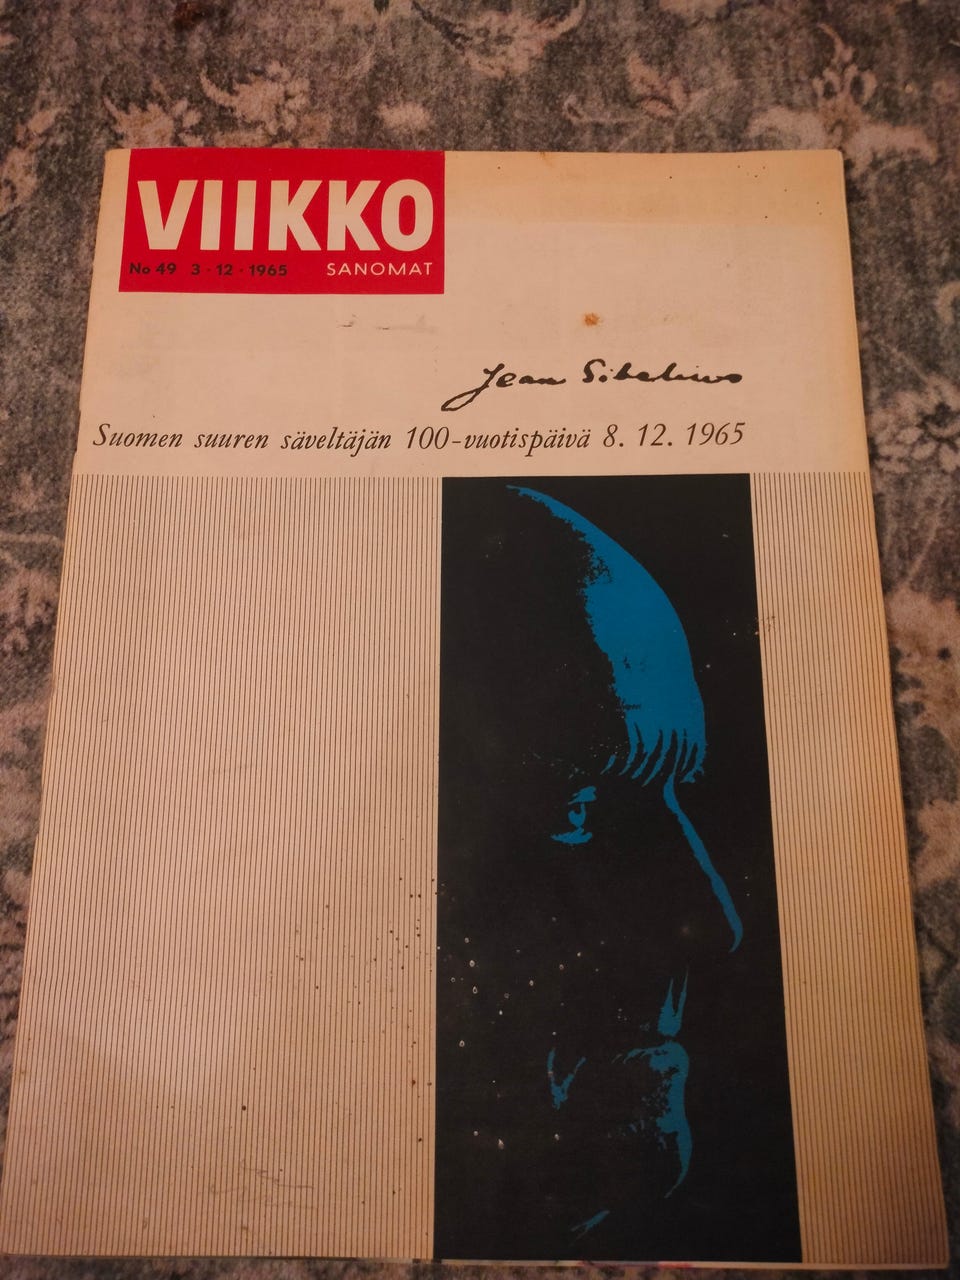 VIIKKO
No 49 3·12·1965 SANOMAT
Jean Sibelius
Suomen suuren säveltäjän 100-vuotispäivä 8. 12. 1965